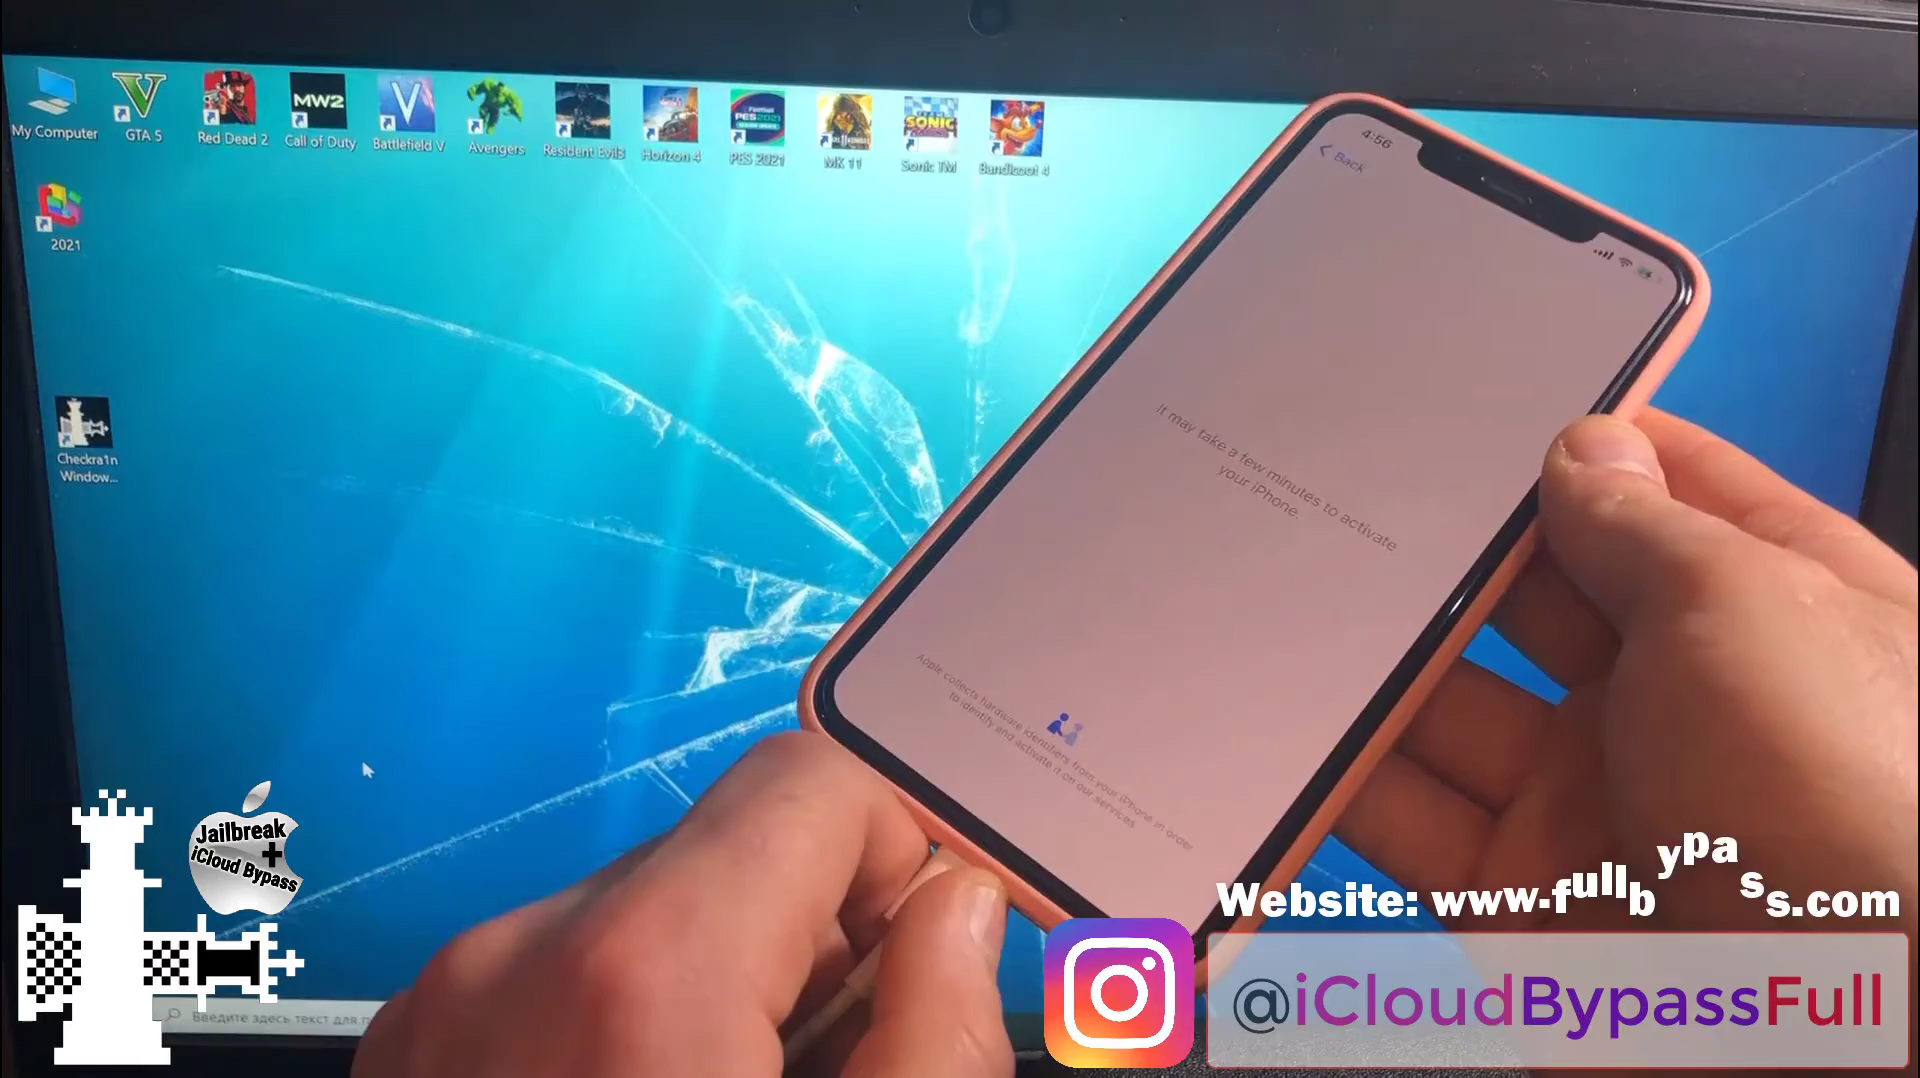 My Computer
GTA 5
Red Dead 2
MW2
Call of Duty
V
Battlefield V
Avengers
Resident Evil3
Horizon 4
PES2021
PES 2021
MK 11
SONIC
Sonic TM
Bandicoot 4
2021
Checkra1n
Window...
4:56
Back
It may take a few minutes to activate
your iPhone.
Apple collects hardware identifiers from your iPhone in order
to identify and activate it on our services.
Jailbreak
+
iCloud Bypass
Введите здесь текст для
Website: www.fullbypass.com
@iCloudBypassFull